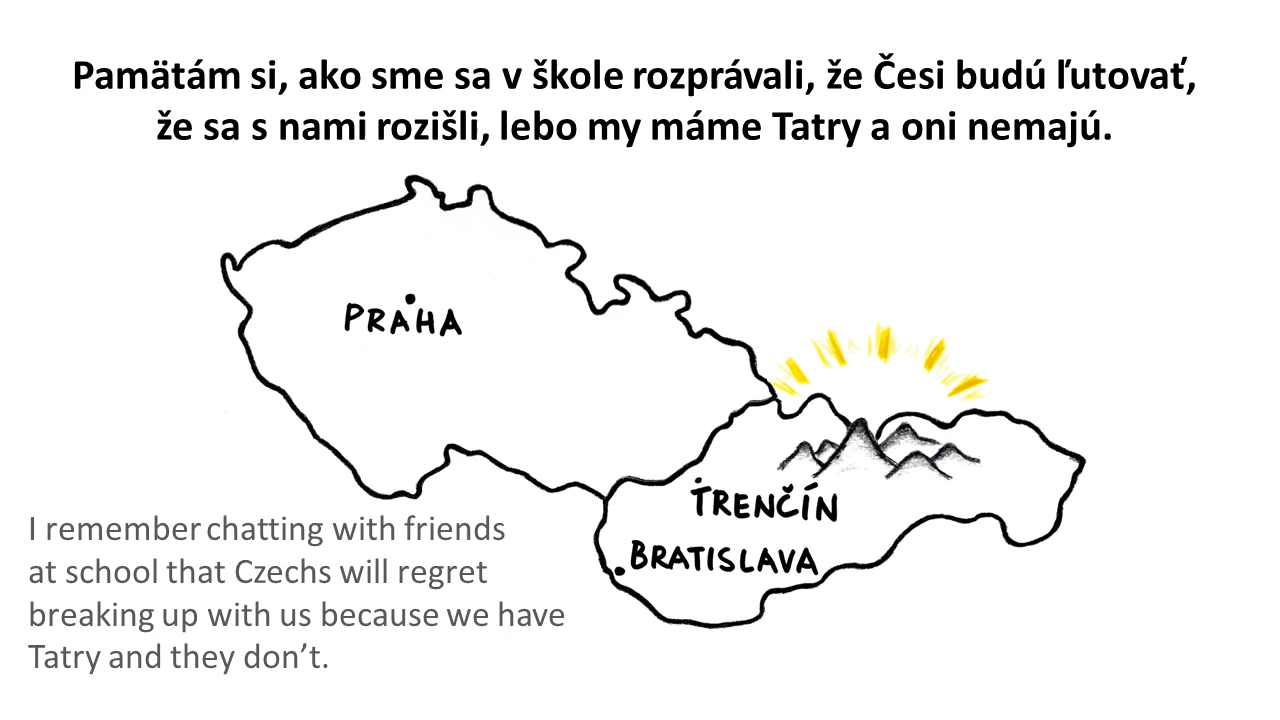 Pamätám si, ako sme sa v škole rozprávali, že Česi budú ľutovať,
že sa s nami rozišli, lebo my máme Tatry a oni nemajú.
PRAHA
TRENČÍN
BRATISLAVA
I remember chatting with friends
at school that Czechs will regret
breaking up with us because we have
Tatry and they don’t.